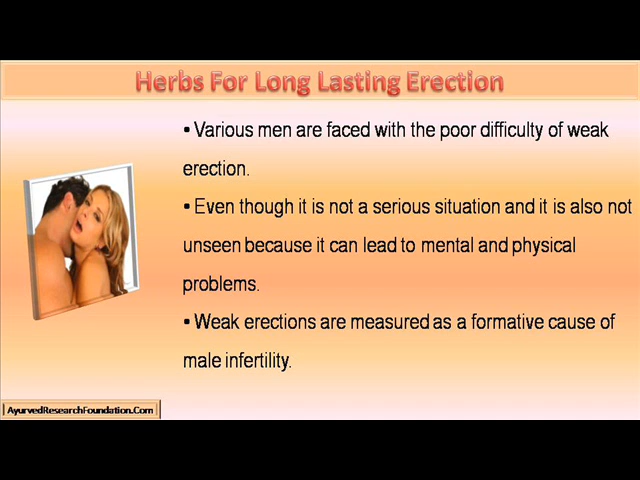 Herbs For Long Lasting Erection
• Various men are faced with the poor difficulty of weak
erection.
• Even though it is not a serious situation and it is also not
unseen because it can lead to mental and physical
problems.
• Weak erections are measured as a formative cause of
male infertility.
AyurvedResearchFoundation.Com